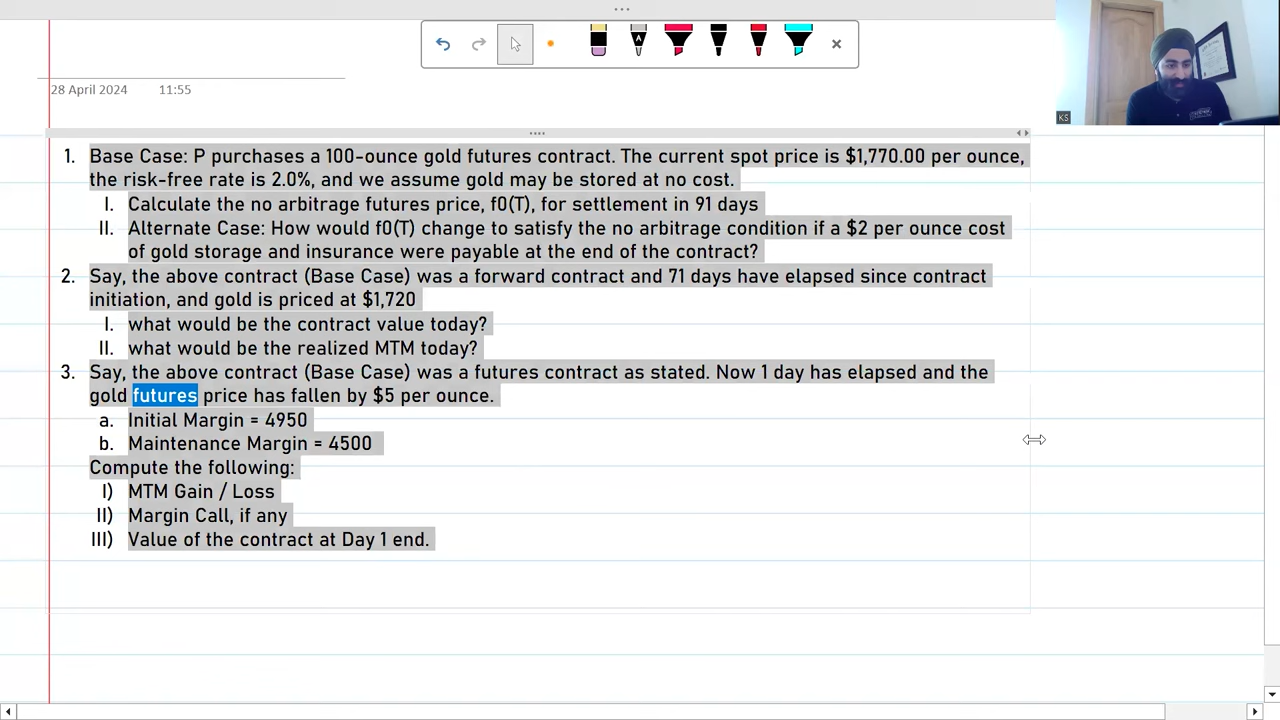 28 April 2024 11:55
KS
1. Base Case: P purchases a 100-ounce gold futures contract. The current spot price is $1,770.00 per ounce,
the risk-free rate is 2.0%, and we assume gold may be stored at no cost.
I. Calculate the no arbitrage futures price, f0(T), for settlement in 91 days
II. Alternate Case: How would f0(T) change to satisfy the no arbitrage condition if a $2 per ounce cost
of gold storage and insurance were payable at the end of the contract?
2. Say, the above contract (Base Case) was a forward contract and 71 days have elapsed since contract
initiation, and gold is priced at $1,720
I. what would be the contract value today?
II. what would be the realized MTM today?
3. Say, the above contract (Base Case) was a futures contract as stated. Now 1 day has elapsed and the
gold futures price has fallen by $5 per ounce.
a. Initial Margin = 4950
b. Maintenance Margin = 4500
Compute the following:
I) MTM Gain / Loss
II) Margin Call, if any
III) Value of the contract at Day 1 end.